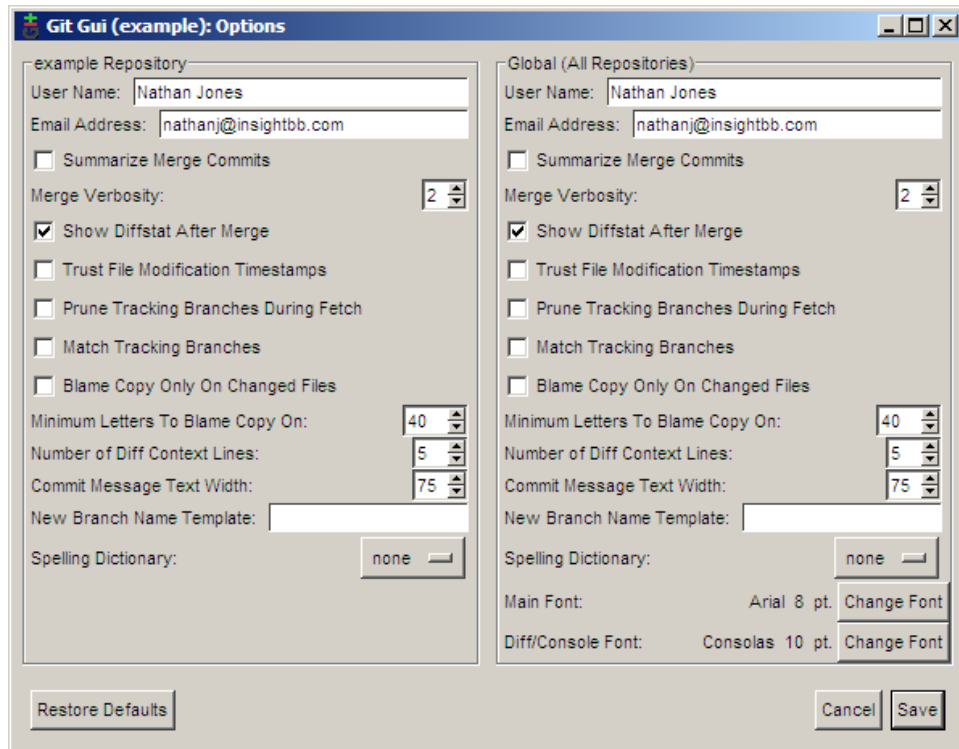 Git Gui (example): Options
example Repository
User Name: Nathan Jones
Email Address: nathanj@insightbb.com
Summarize Merge Commits
Merge Verbosity: 2
Show Diffstat After Merge
Trust File Modification Timestamps
Prune Tracking Branches During Fetch
Match Tracking Branches
Blame Copy Only On Changed Files
Minimum Letters To Blame Copy On: 40
Number of Diff Context Lines: 5
Commit Message Text Width: 75
New Branch Name Template:
Spelling Dictionary: none
Global (All Repositories)
User Name: Nathan Jones
Email Address: nathanj@insightbb.com
Summarize Merge Commits
Merge Verbosity: 2
Show Diffstat After Merge
Trust File Modification Timestamps
Prune Tracking Branches During Fetch
Match Tracking Branches
Blame Copy Only On Changed Files
Minimum Letters To Blame Copy On: 40
Number of Diff Context Lines: 5
Commit Message Text Width: 75
New Branch Name Template:
Spelling Dictionary: none
Main Font: Arial 8 pt. Change Font
Diff/Console Font: Consolas 10 pt. Change Font
Restore Defaults Cancel Save